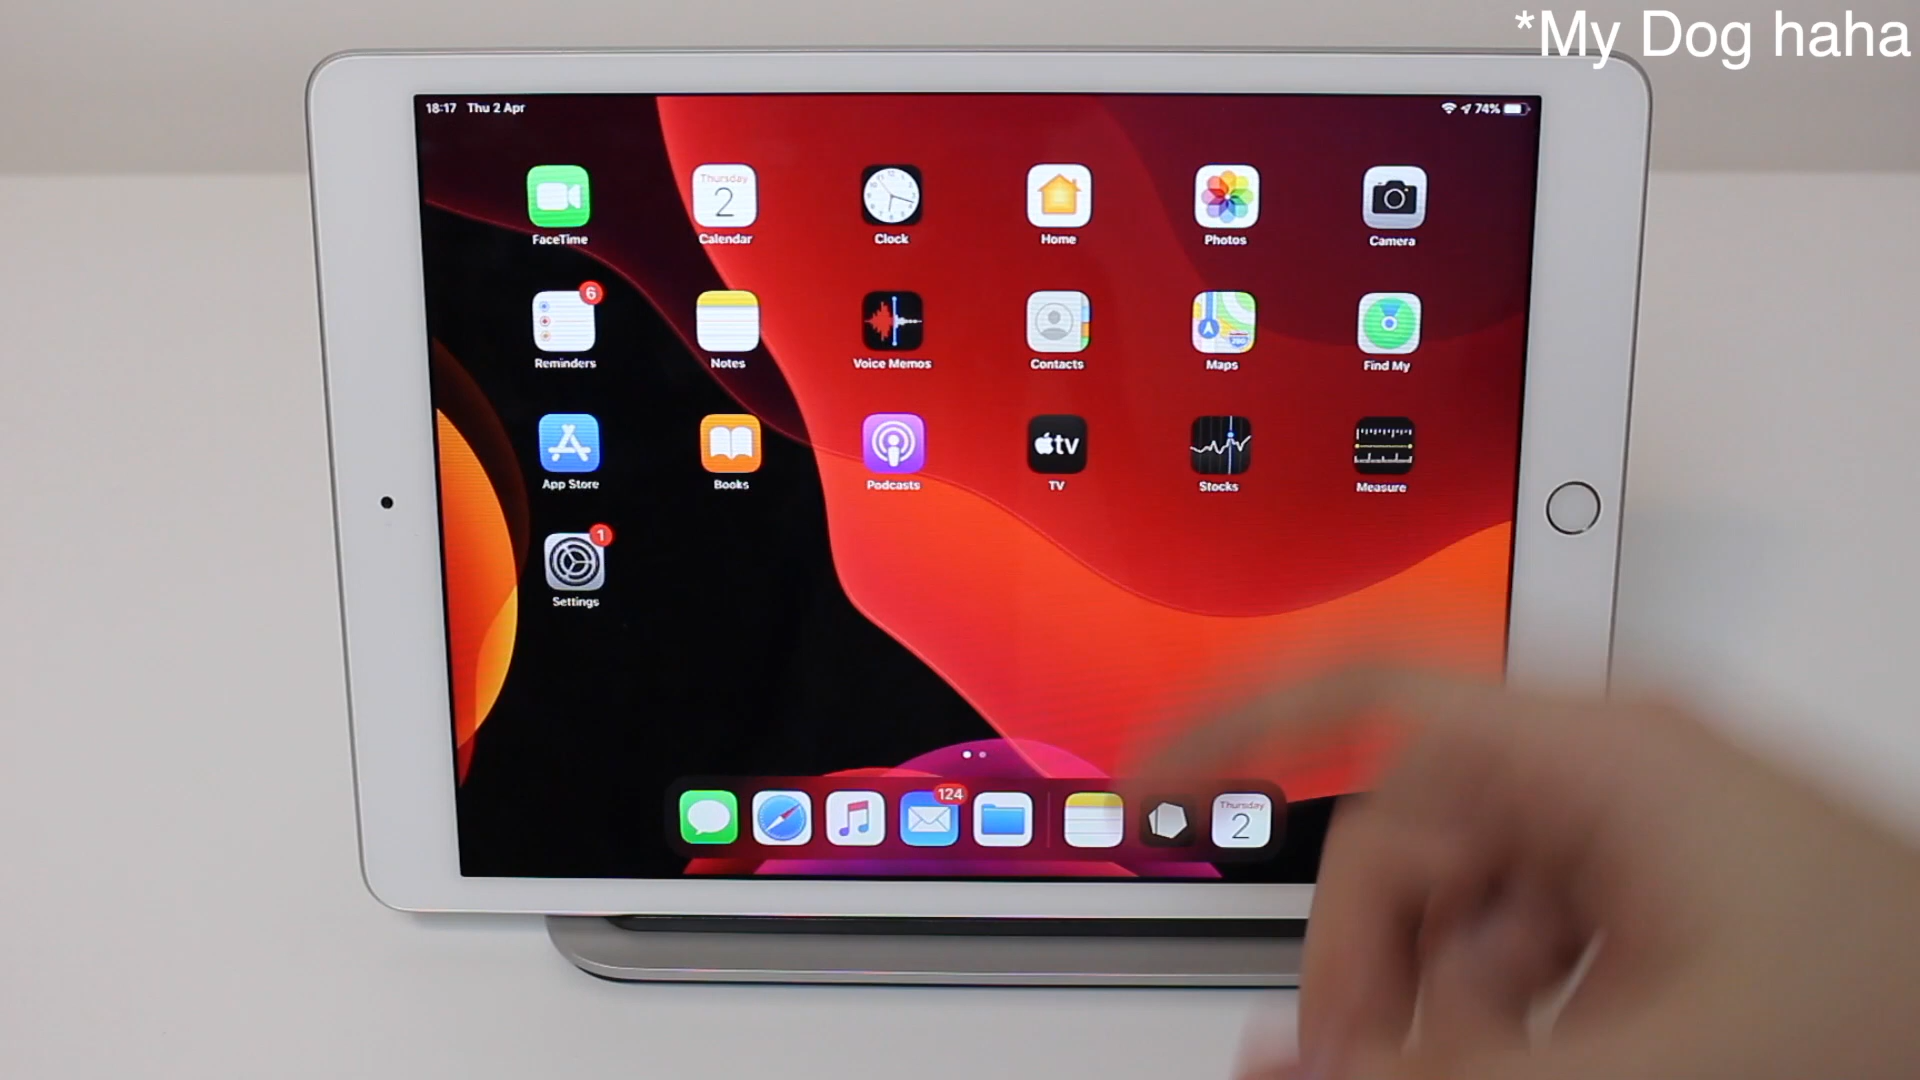 *My Dog haha
18:17 Thu 2 Apr
74%
Thursday
2
FaceTime
Calendar
Clock
Home
Photos
Camera
6
280
Reminders
Notes
Voice Memos
Contacts
Maps
Find My
tv
App Store
Books
Podcasts
TV
Stocks
Measure
1
Settings
124
Thursday
2